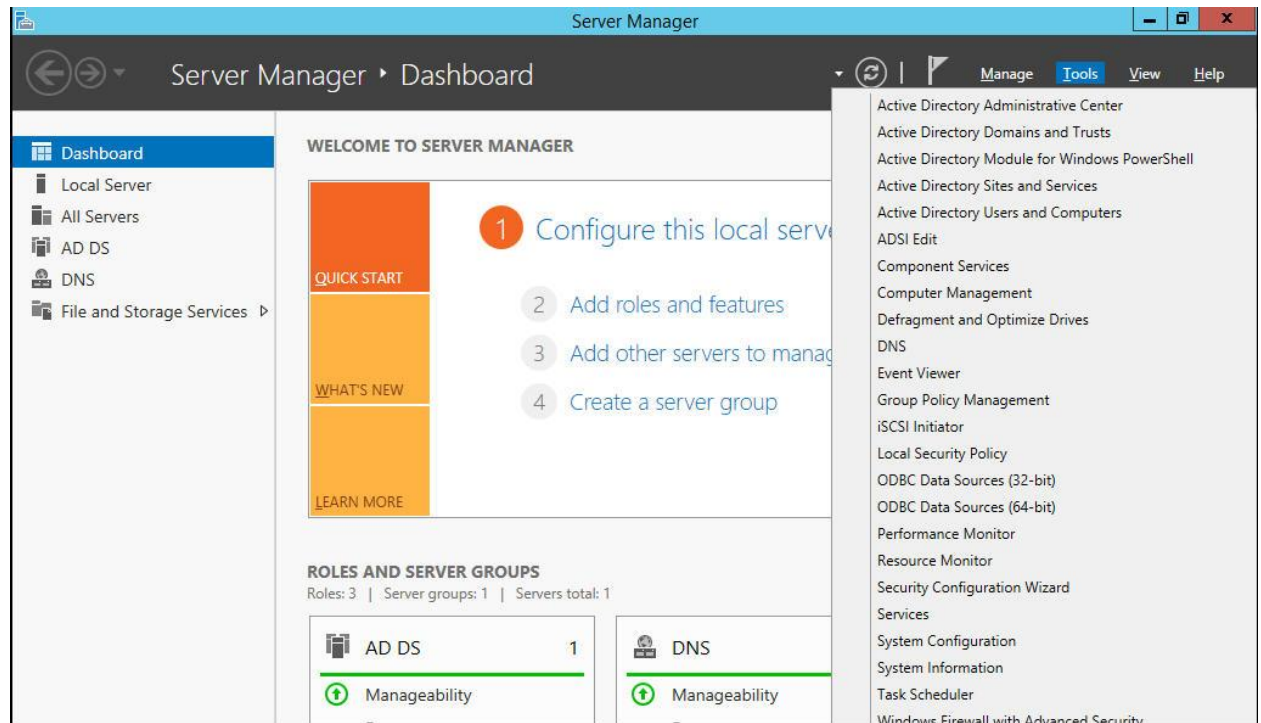 Server Manager
Server Manager ‣ Dashboard
Manage Tools View Help
Dashboard
Local Server
All Servers
AD DS
DNS
File and Storage Services
WELCOME TO SERVER MANAGER
QUICK START
WHAT'S NEW
LEARN MORE
1 Configure this local
2 Add roles and features
3 Add other servers to
4 Create a server group
ROLES AND SERVER GROUPS
Roles: 3 | Server groups: 1 | Servers total: 1
AD DS 1
Manageability
DNS
Manageability
Active Directory Administrative Center
Active Directory Domains and Trusts
Active Directory Module for Windows PowerShell
Active Directory Sites and Services
Active Directory Users and Computers
ADSI Edit
Component Services
Computer Management
Defragment and Optimize Drives
DNS
Event Viewer
Group Policy Management
iSCSI Initiator
Local Security Policy
ODBC Data Sources (32-bit)
ODBC Data Sources (64-bit)
Performance Monitor
Resource Monitor
Security Configuration Wizard
Services
System Configuration
System Information
Task Scheduler
Windows Firewall with Advanced Security